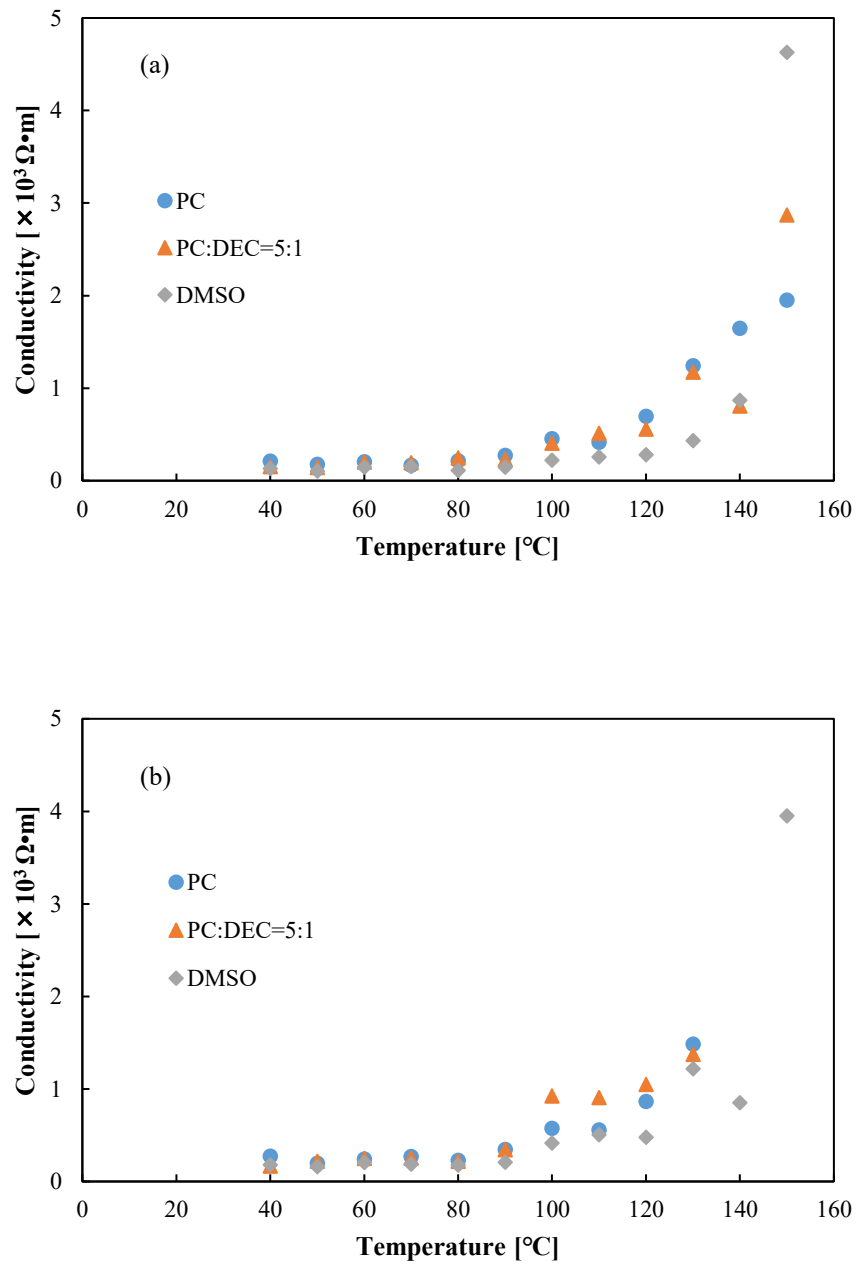 5
(a)
4
Conductivity [×10³ Ω•m]
3
PC
PC:DEC=5:1
2
DMSO
1
0
0 20 40 60 80 100 120 140 160
Temperature [℃]
5
(b)
4
Conductivity [×10³ Ω•m]
3
PC
PC:DEC=5:1
2
DMSO
1
0
0 20 40 60 80 100 120 140 160
Temperature [℃]